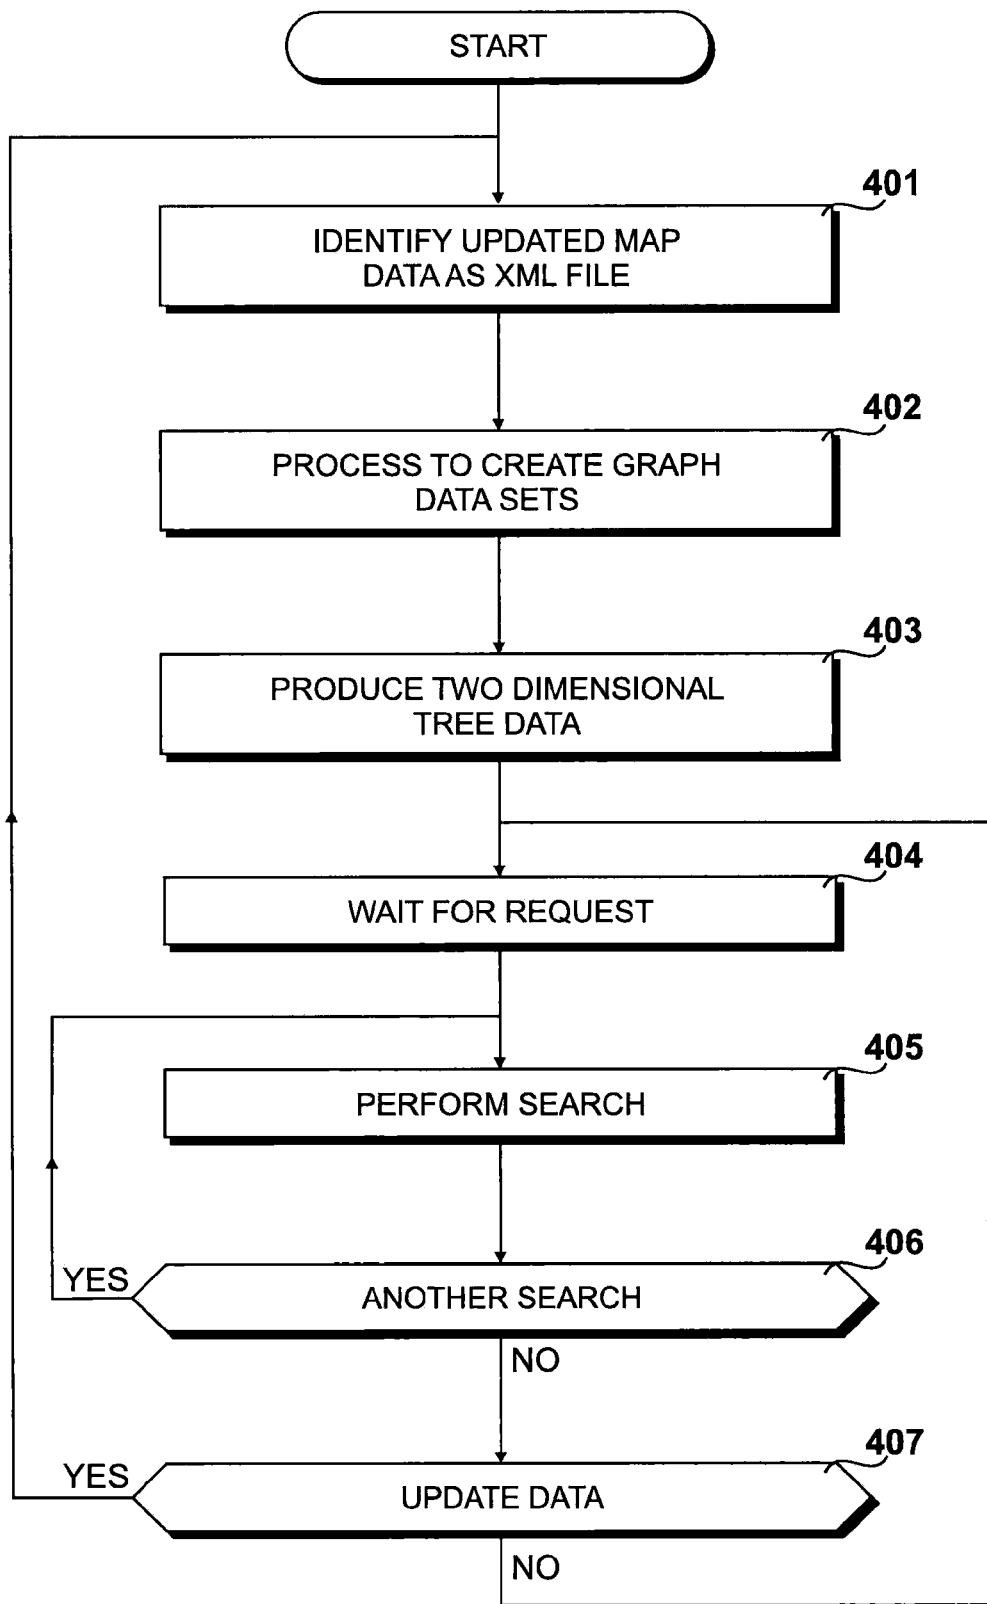 START
401
IDENTIFY UPDATED MAP
DATA AS XML FILE
402
PROCESS TO CREATE GRAPH
DATA SETS
403
PRODUCE TWO DIMENSIONAL
TREE DATA
404
WAIT FOR REQUEST
405
PERFORM SEARCH
406
YES
ANOTHER SEARCH
NO
407
YES
UPDATE DATA
NO